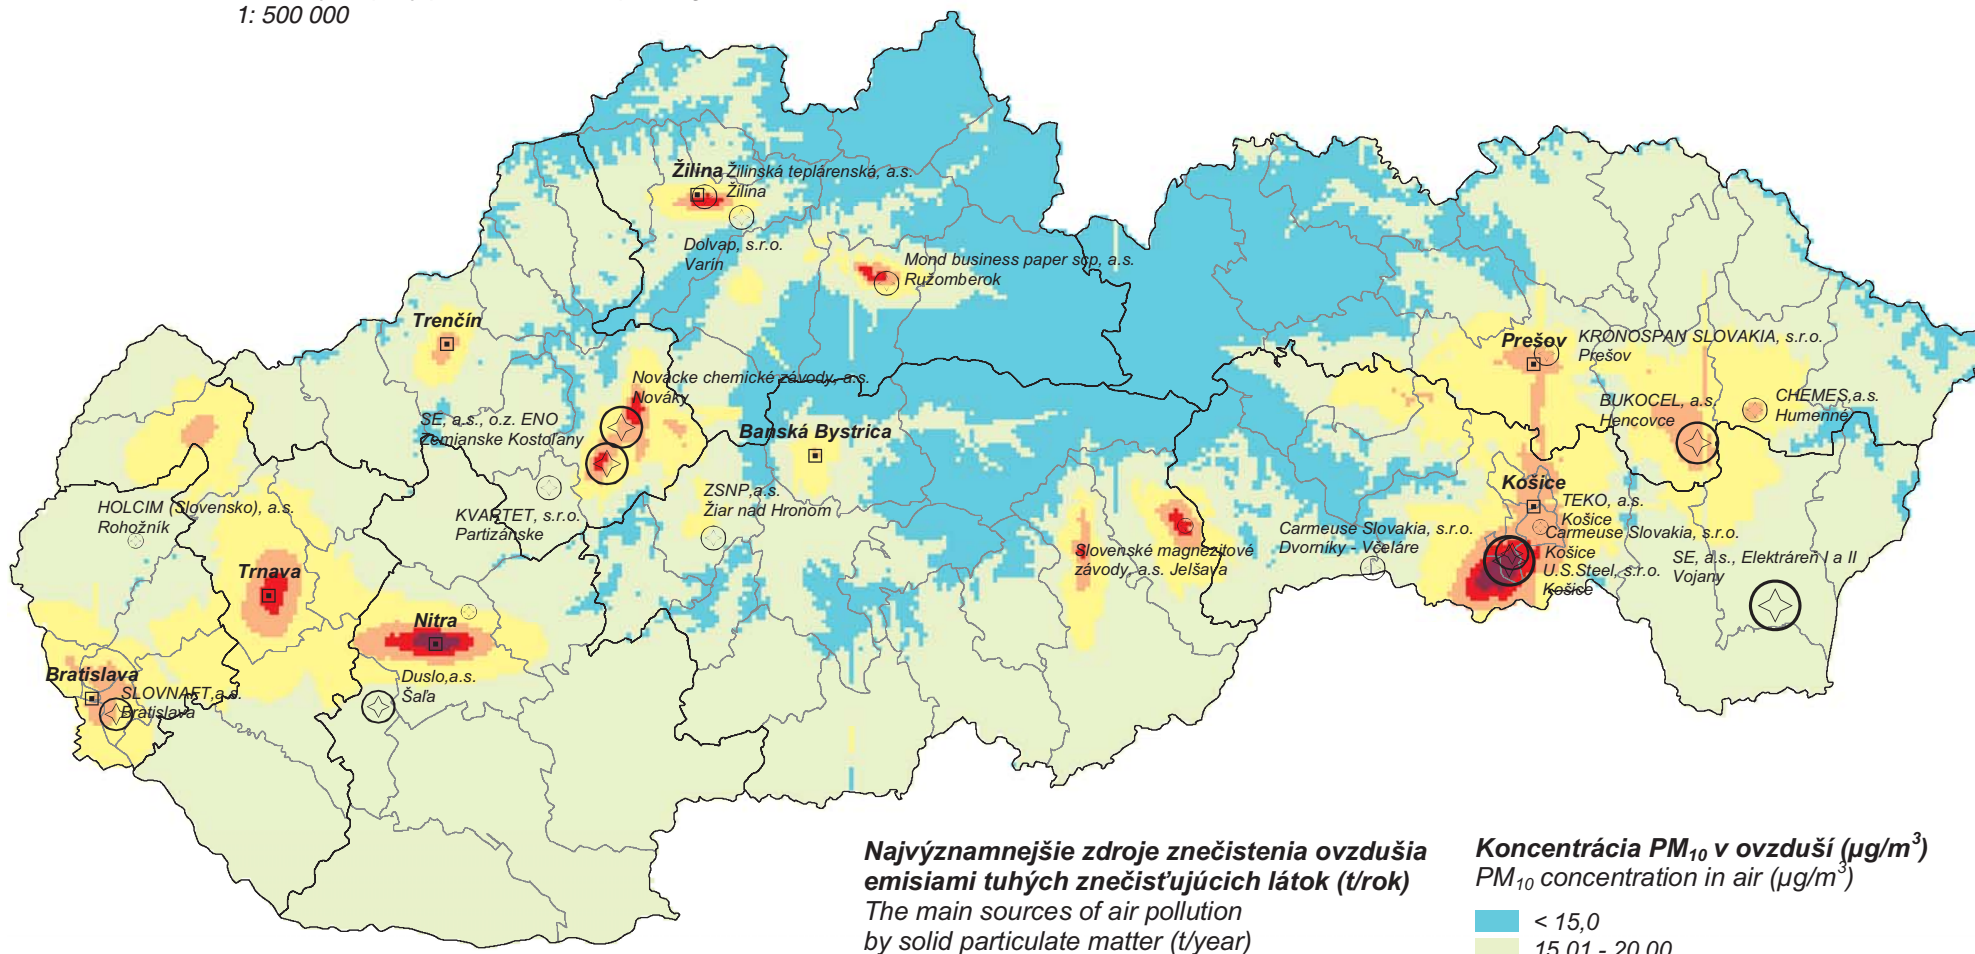 1: 500 000
Žilina
Žilinská teplárenská, a.s.
Žilina
Dolvap, s.r.o.
Varín
Mond business paper scp, a.s.
Ružomberok
Trenčín
Prešov
KRONOSPAN SLOVAKIA, s.r.o.
Prešov
Novácke chemické závody, a.s.
Nováky
BUKOCEL, a.s.
Hencovce
CHEMES,a.s.
Humenné
SE, a.s., o.z. ENO
Zemianske Kostoľany
Banská Bystrica
HOLCIM (Slovensko), a.s.
Rohožník
KVARTET, s.r.o.
Partizánske
ZSNP,a.s.
Žiar nad Hronom
Košice
TEKO, a.s.
Košice
Carmeuse Slovakia, s.r.o.
Dvorníky - Včeláre
Carmeuse Slovakia, s.r.o.
Košice
U.S.Steel, s.r.o.
Košice
Slovenské magnezitové
závody, a.s. Jelšava
SE, a.s., Elektráreň I a II
Vojany
Trnava
Nitra
Duslo,a.s.
Šaľa
Bratislava
SLOVNAFT,a.s.
Bratislava
Najvýznamnejšie zdroje znečistenia ovzdušia
emisiami tuhých znečisťujúcich látok (t/rok)
The main sources of air pollution
by solid particulate matter (t/year)
Koncentrácia PM10 v ovzduší (µg/m3)
PM10 concentration in air (µg/m3)
< 15,0
15,01 - 20,00